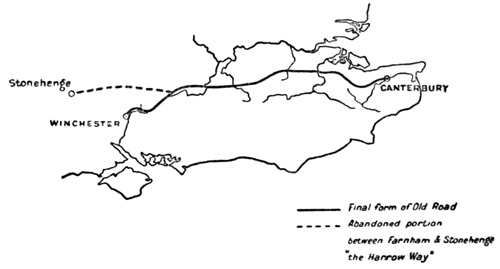 Stonehenge
CANTERBURY
WINCHESTER
Final form of Old Road
Abandoned portion
between Farnham & Stonehenge
"the Harrow Way"